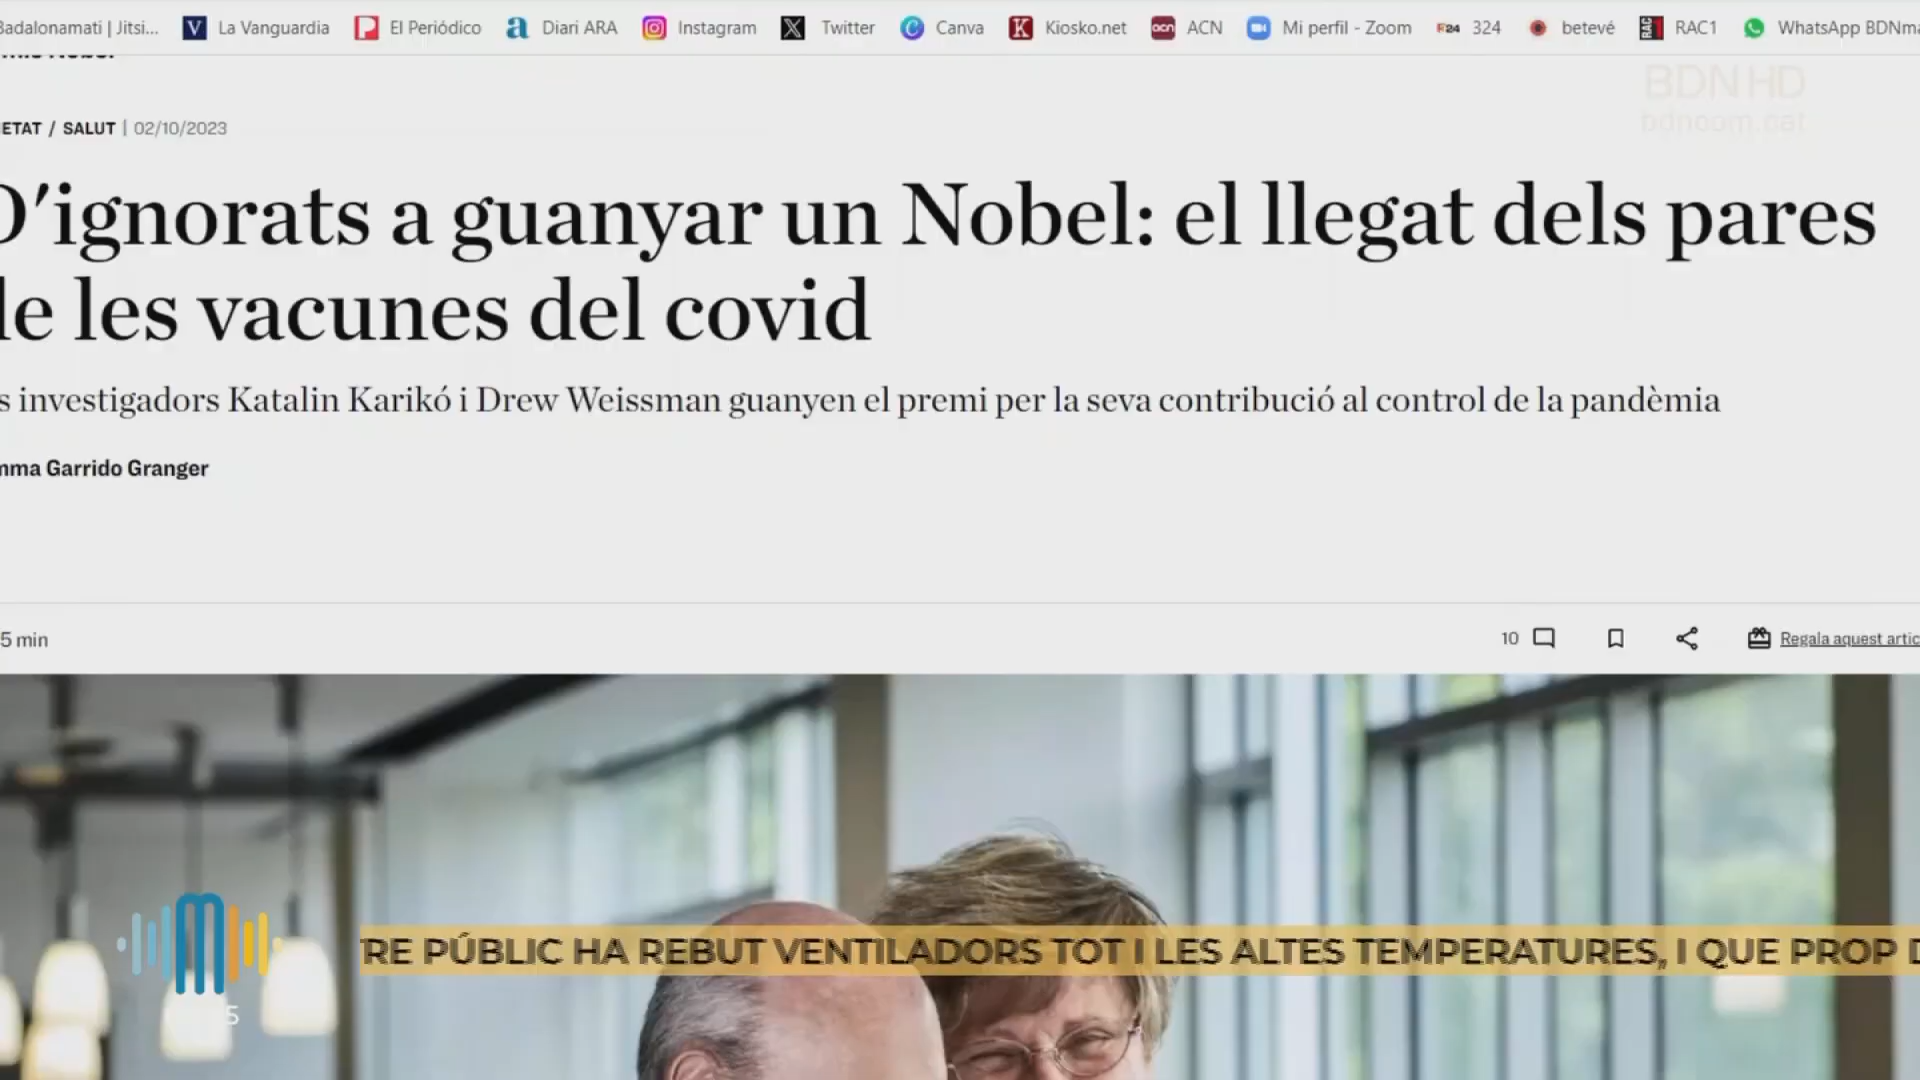 Badalonamati | Jitsi... La Vanguardia El Periódico Diari ARA Instagram Twitter Canva Kiosko.net ACN Mi perfil - Zoom 324 betevé RAC1 WhatsApp BDNma
BDN HD
bdncom.cat
ETAT / SALUT | 02/10/2023
D'ignorats a guanyar un Nobel: el llegat dels pares
de les vacunes del covid
s investigadors Katalin Karikó i Drew Weissman guanyen el premi per la seva contribució al control de la pandèmia
mma Garrido Granger
5 min
10
Regala aquest artic
TRE PÚBLIC HA REBUT VENTILADORS TOT I LES ALTES TEMPERATURES, I QUE PROP D